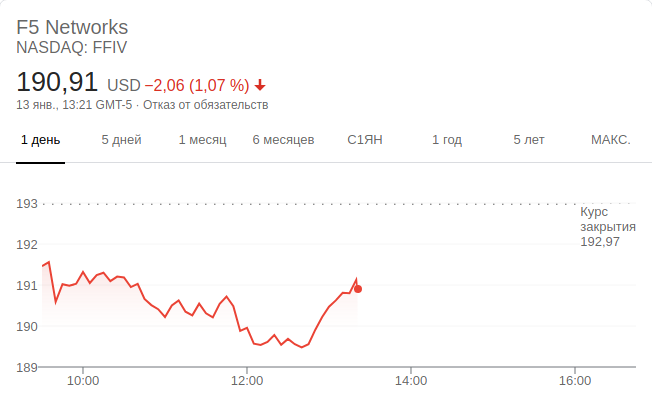 F5 Networks
NASDAQ: FFIV
190,91 USD −2,06 (1,07 %)
13 янв., 13:21 GMT-5 · Отказ от обязательств
1 день 5 дней 1 месяц 6 месяцев С1ЯН 1 год 5 лет МАКС.
193
Курс
закрытия
192,97
192
191
190
189
10:00 12:00 14:00 16:00